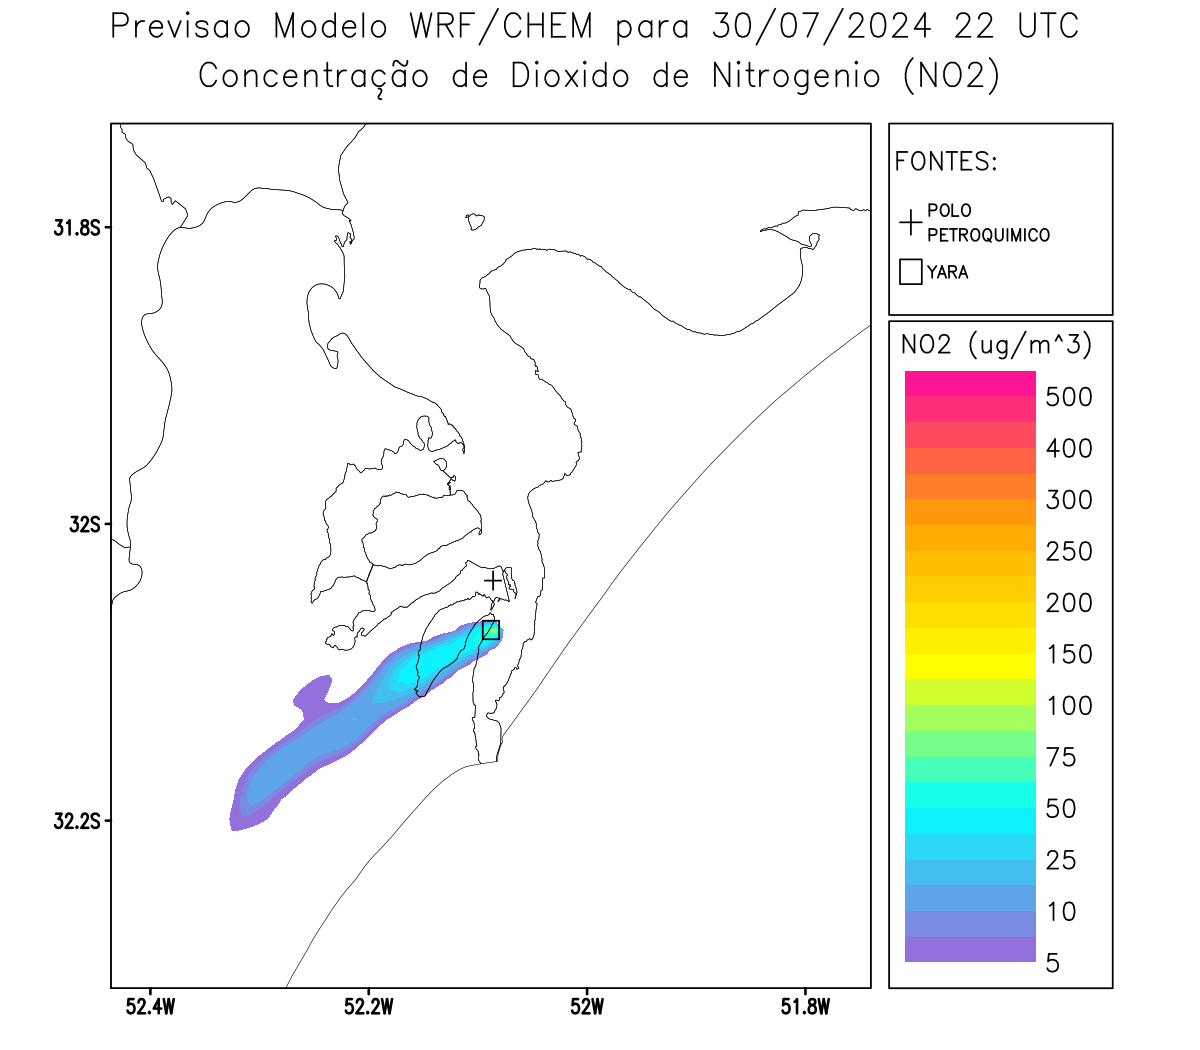 Previsao Modelo WRF/CHEM para 30/07/2024 22 UTC
Concentração de Dioxido de Nitrogenio (NO2)
FONTES:
POLO
PETROQUIMICO
YARA
NO2 (ug/m^3)
500
400
300
250
200
150
100
75
50
25
10
5
31.8S
32S
32.2S
52.4W
52.2W
52W
51.8W